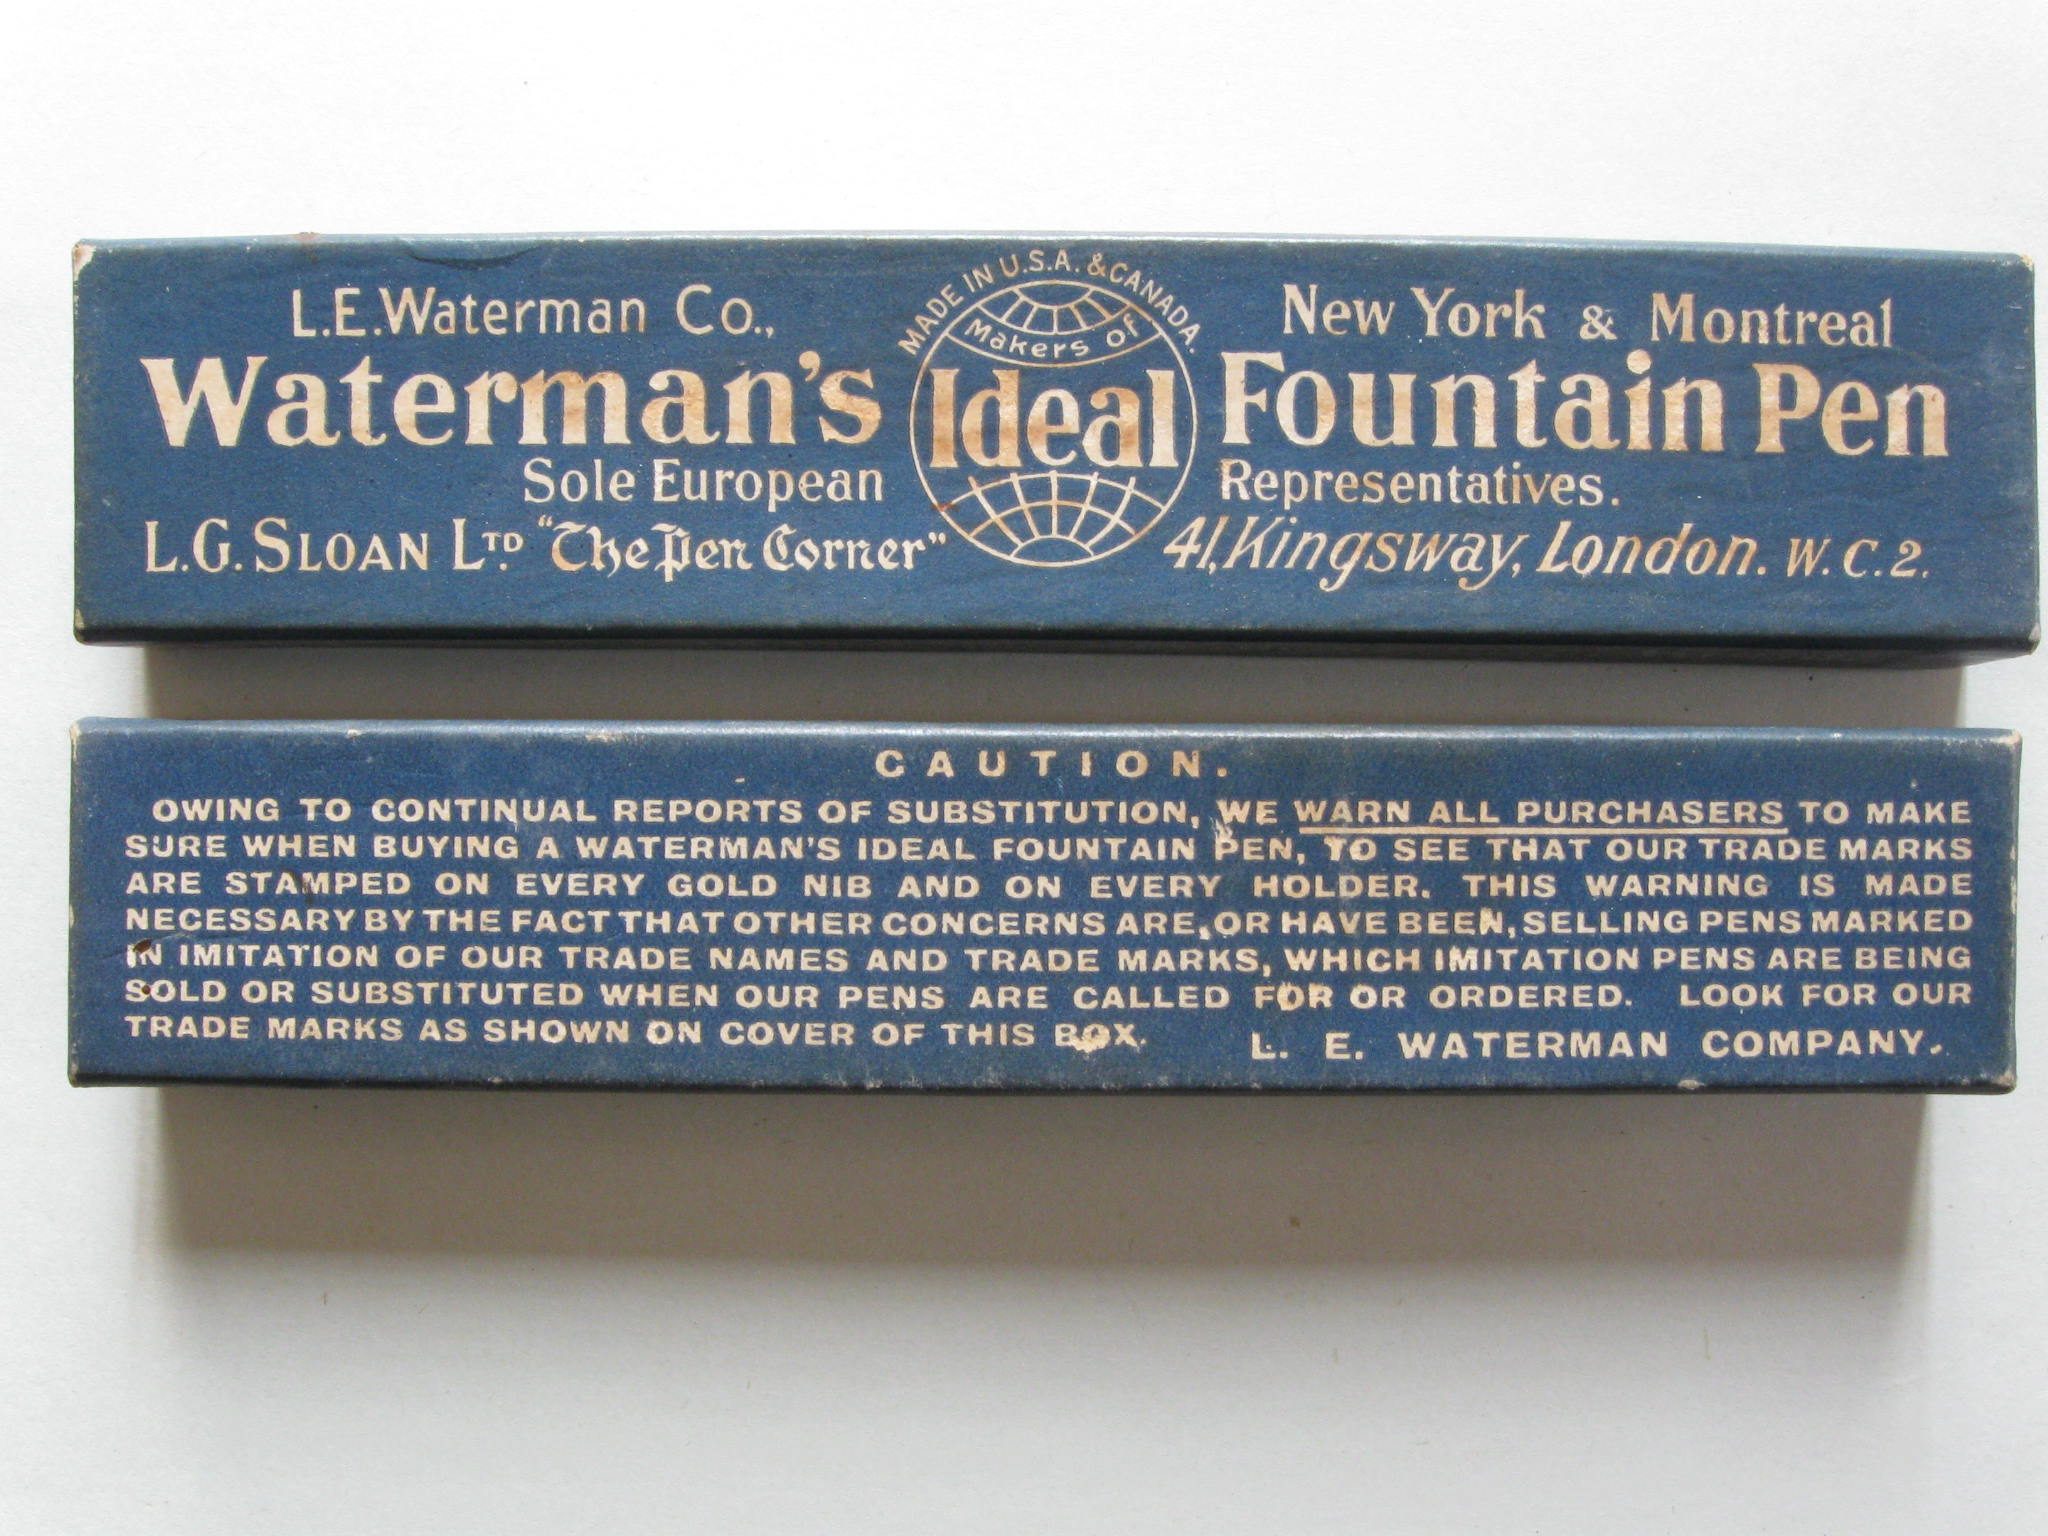 MADE IN U.S.A. & CANADA.
L.E. Waterman Co., Makers of New York & Montreal
Waterman's Ideal Fountain Pen
Sole European Representatives.
L.G. SLOAN LTD. "The Pen Corner" 41, Kingsway, London. W.C.2.
CAUTION.
OWING TO CONTINUAL REPORTS OF SUBSTITUTION, WE WARN ALL PURCHASERS TO MAKE
SURE WHEN BUYING A WATERMAN'S IDEAL FOUNTAIN PEN, TO SEE THAT OUR TRADE MARKS
ARE STAMPED ON EVERY GOLD NIB AND ON EVERY HOLDER. THIS WARNING IS MADE
NECESSARY BY THE FACT THAT OTHER CONCERNS ARE, OR HAVE BEEN, SELLING PENS MARKED
IN IMITATION OF OUR TRADE NAMES AND TRADE MARKS, WHICH IMITATION PENS ARE BEING
SOLD OR SUBSTITUTED WHEN OUR PENS ARE CALLED FOR OR ORDERED. LOOK FOR OUR
TRADE MARKS AS SHOWN ON COVER OF THIS BOX. L. E. WATERMAN COMPANY.